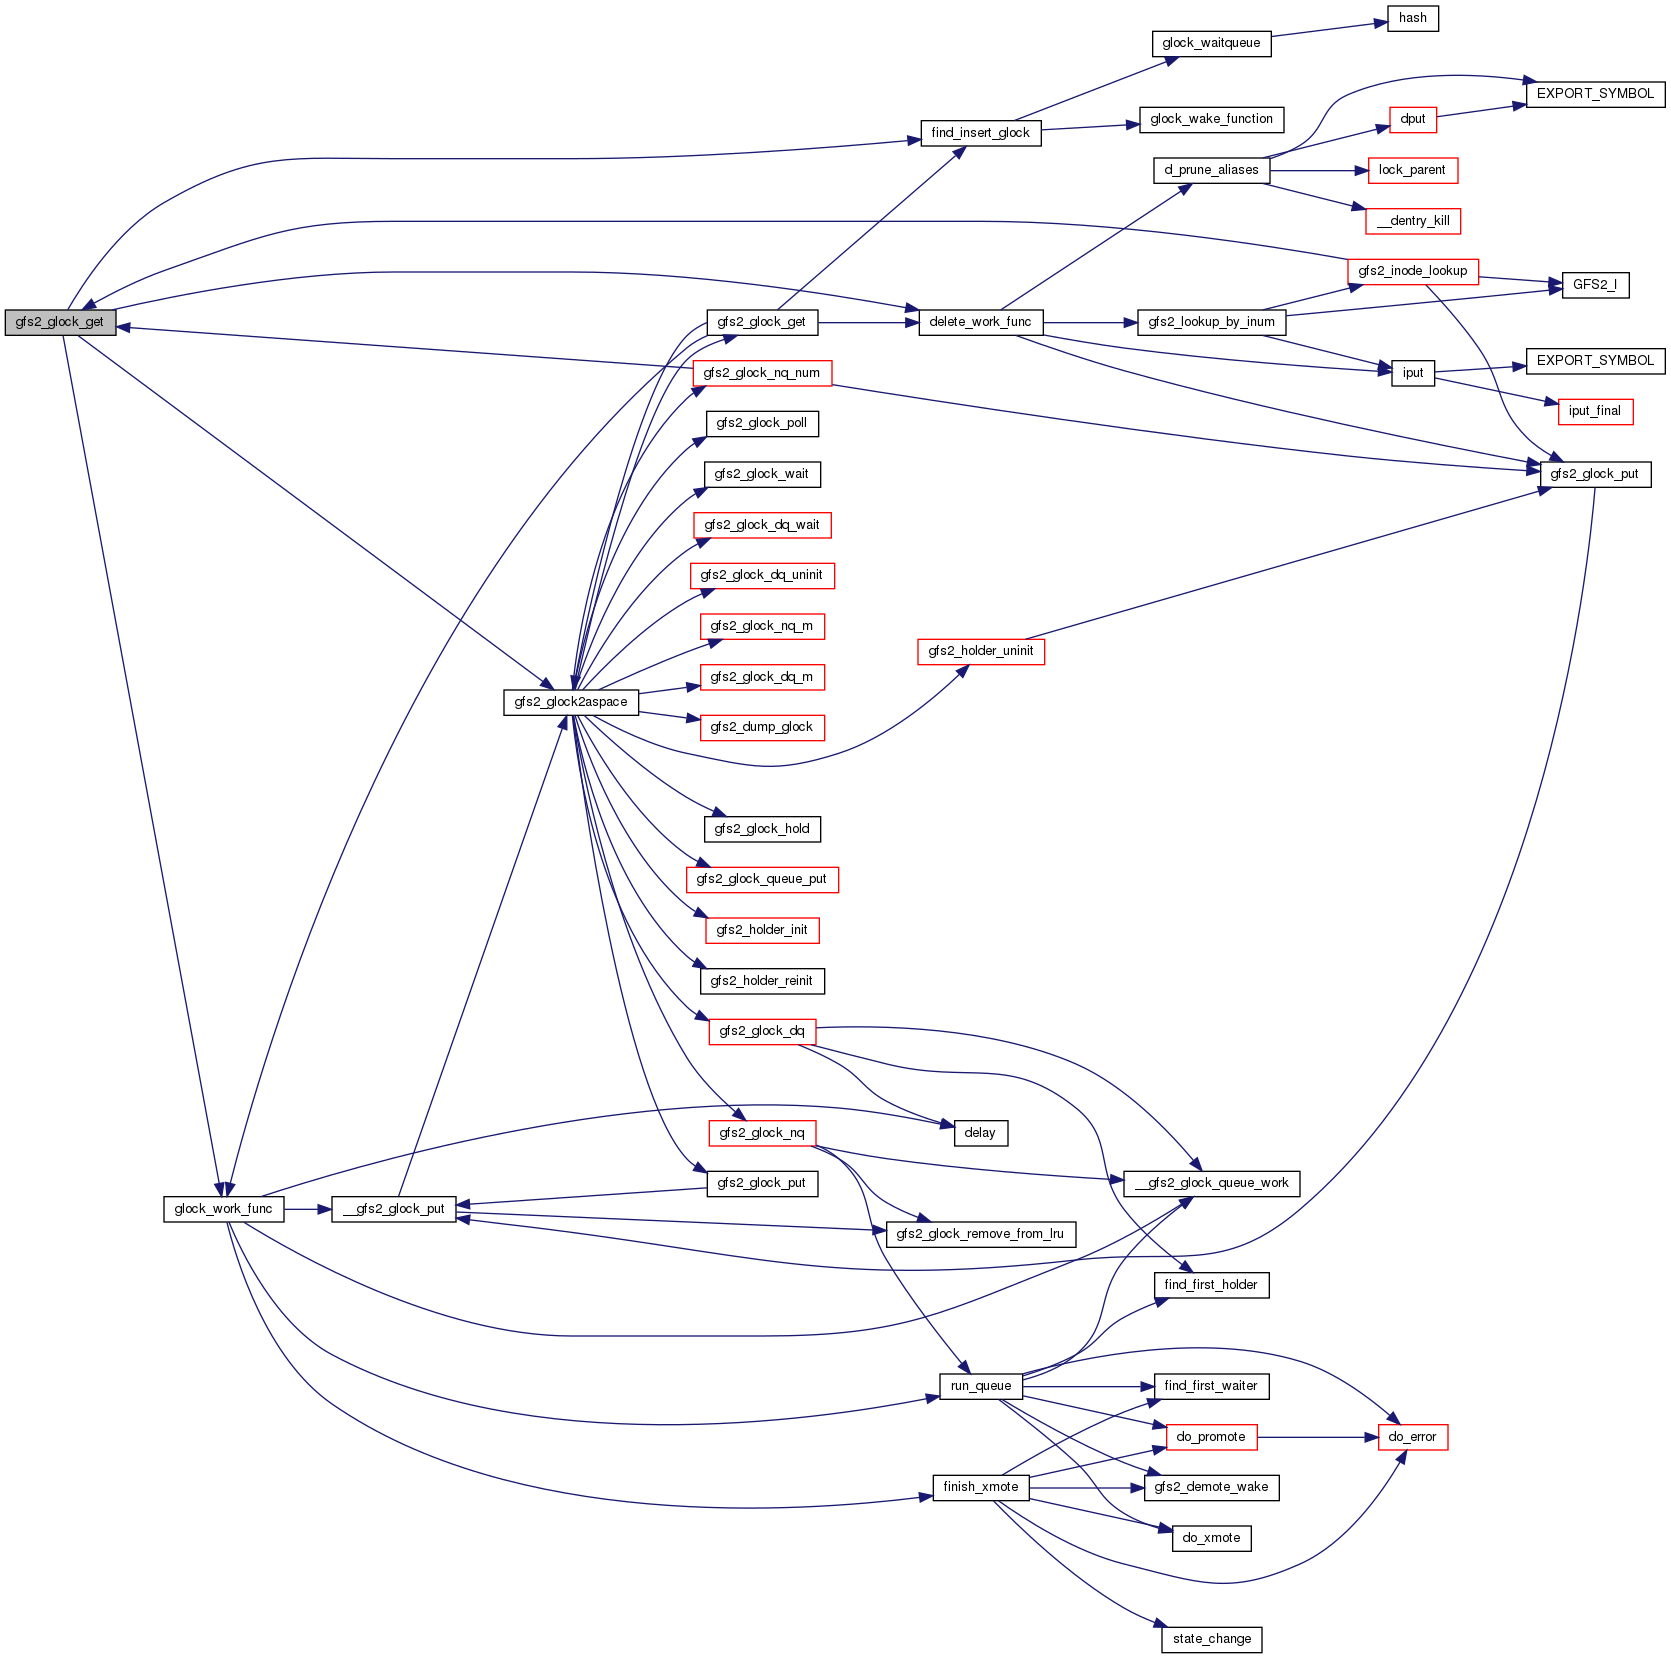 hash
glock_waitqueue
EXPORT_SYMBOL
glock_wake_function
dput
find_insert_glock
d_prune_aliases
lock_parent
__dentry_kill
gfs2_inode_lookup
GFS2_I
gfs2_glock_get
gfs2_glock_get
delete_work_func
gfs2_lookup_by_inum
EXPORT_SYMBOL
gfs2_glock_nq_num
iput
iput_final
gfs2_glock_poll
gfs2_glock_wait
gfs2_glock_put
gfs2_glock_dq_wait
gfs2_glock_dq_uninit
gfs2_glock_nq_m
gfs2_holder_uninit
gfs2_glock_dq_m
gfs2_glock2aspace
gfs2_dump_glock
gfs2_glock_hold
gfs2_glock_queue_put
gfs2_holder_init
gfs2_holder_reinit
gfs2_glock_dq
gfs2_glock_nq
delay
gfs2_glock_put
__gfs2_glock_queue_work
glock_work_func
__gfs2_glock_put
gfs2_glock_remove_from_lru
find_first_holder
run_queue
find_first_waiter
do_promote
do_error
finish_xmote
gfs2_demote_wake
do_xmote
state_change